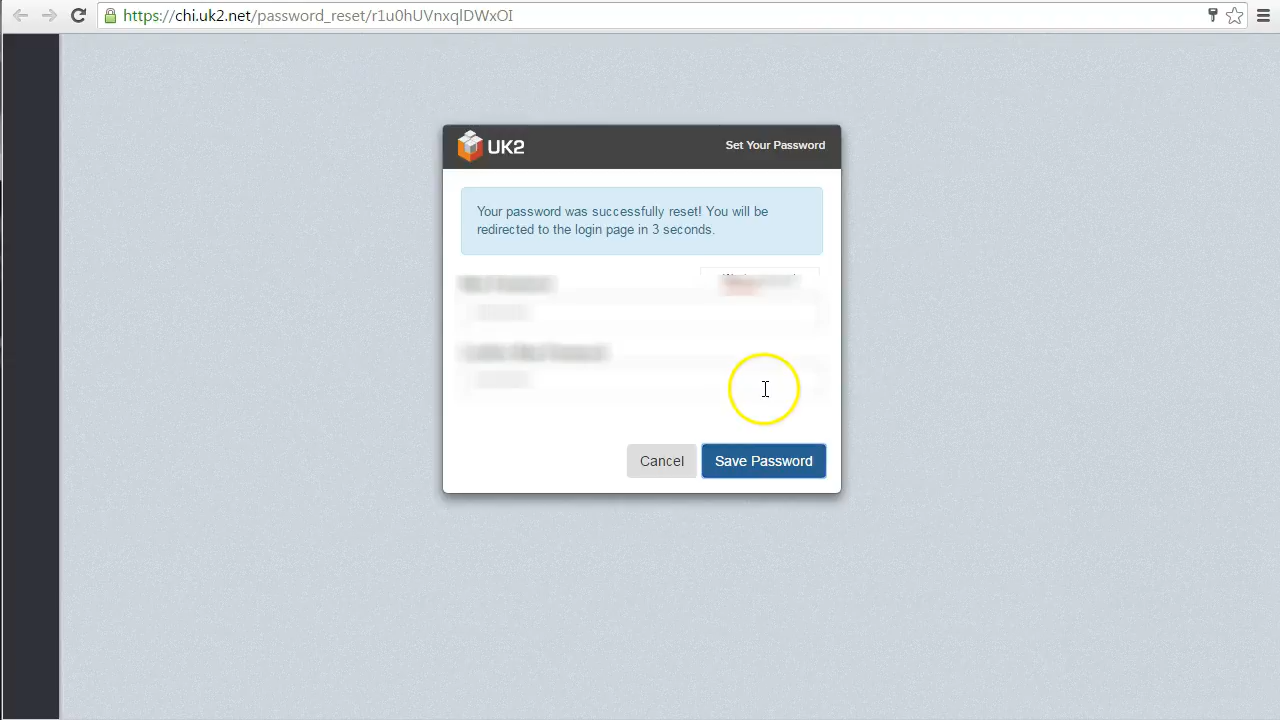 https://chi.uk2.net/password_reset/r1u0hUVnxqlDWxOI
UK2
Set Your Password
Your password was successfully reset! You will be
redirected to the login page in 3 seconds.
Cancel
Save Password